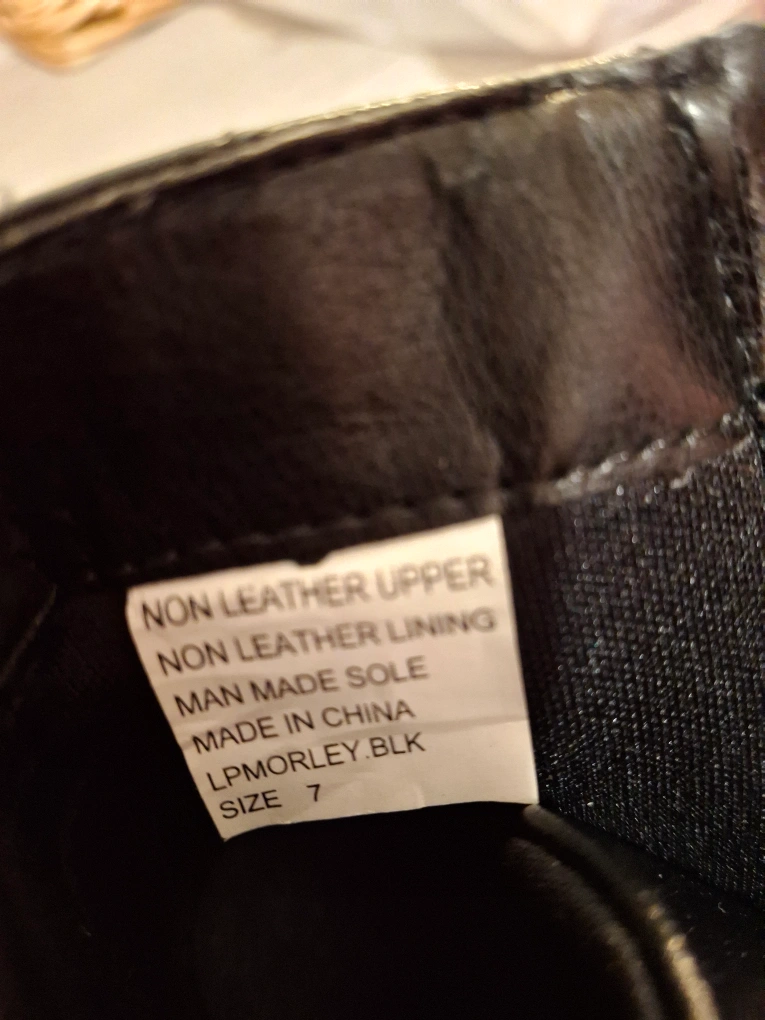 NON LEATHER UPPER
NON LEATHER LINING
MAN MADE SOLE
MADE IN CHINA
LPMORLEY.BLK
SIZE 7